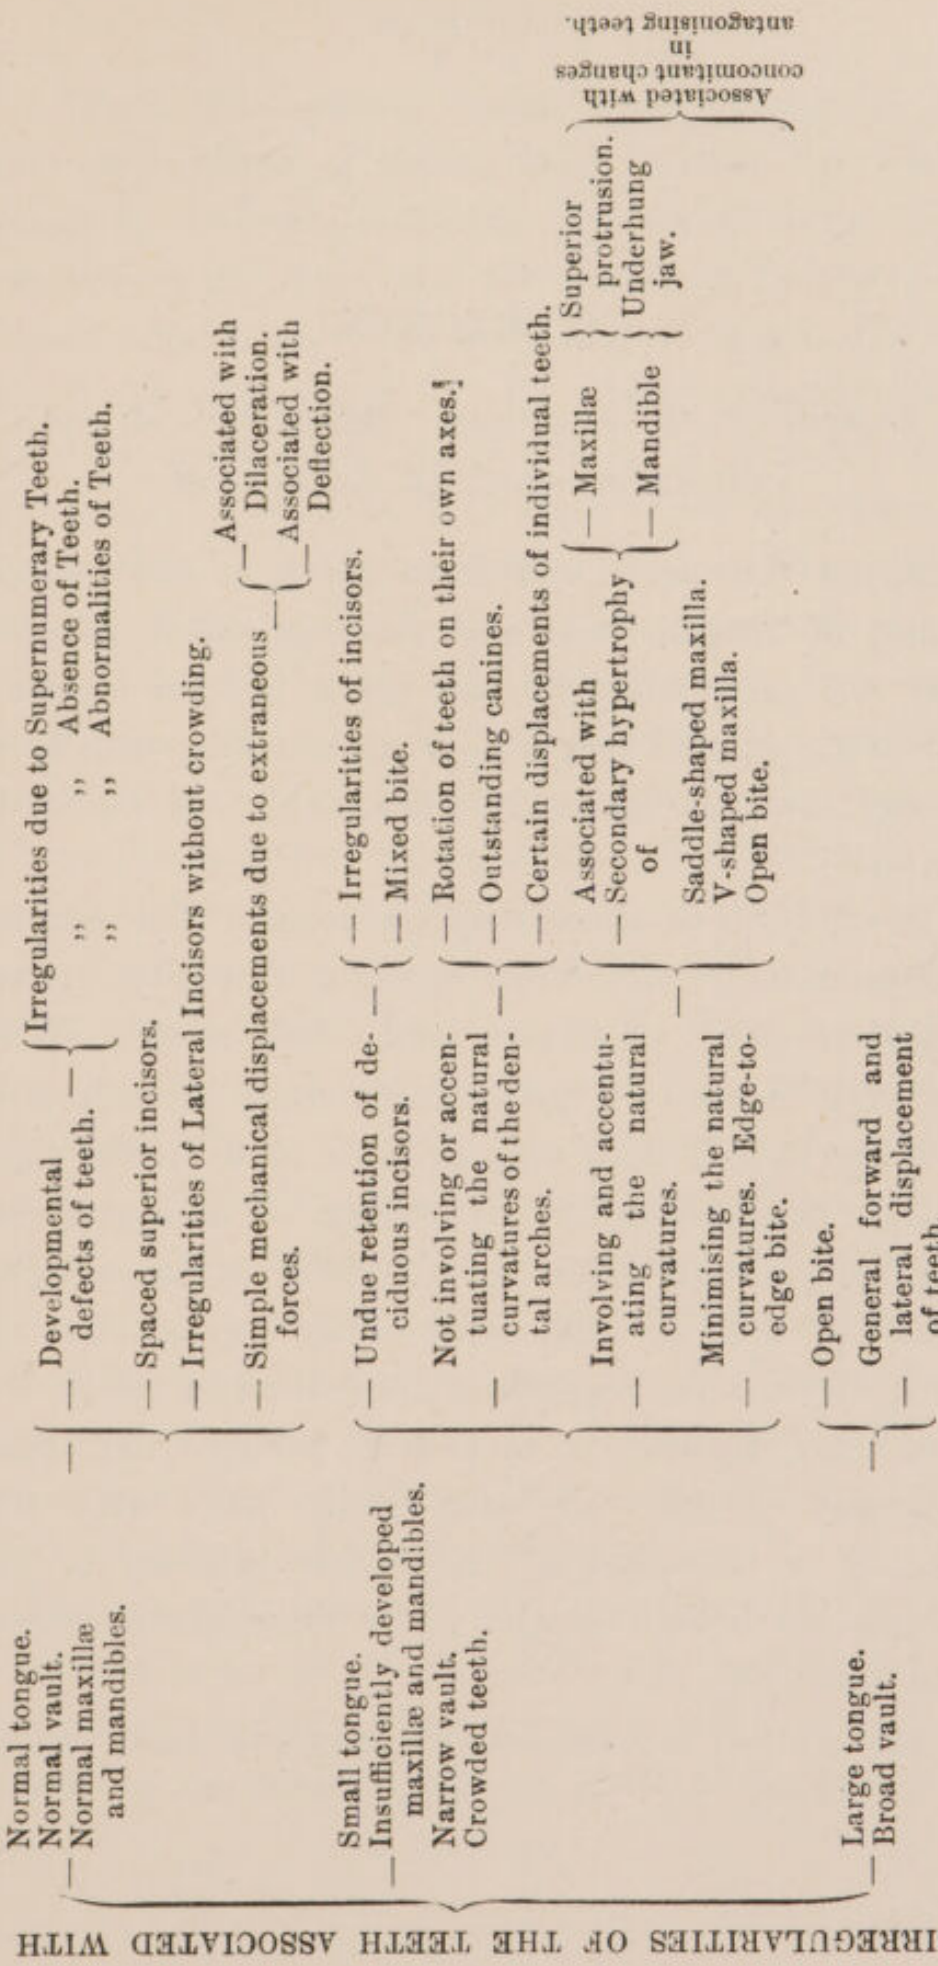 IRREGULARITIES OF THE TEETH ASSOCIATED WITH
Normal tongue.
Normal vault.
— Normal maxillæ
and mandibles.
— Developmental
defects of teeth. —
Irregularities due to Supernumerary Teeth.
,, ,, Absence of Teeth.
,, ,, Abnormalities of Teeth.
— Spaced superior incisors.
— Irregularities of Lateral Incisors without crowding.
— Simple mechanical displacements due to extraneous
forces.
— Associated with
Dilaceration.
— Associated with
Deflection.
Small tongue.
— Insufficiently developed
maxillæ and mandibles.
Narrow vault.
Crowded teeth.
— Undue retention of de-
ciduous incisors.
— Irregularities of incisors.
— Mixed bite.
Not involving or accen-
— tuating the natural
curvatures of the den-
tal arches.
— Rotation of teeth on their own axes.
— Outstanding canines.
— Certain displacements of individual teeth.
Involving and accentu-
— ating the natural
curvatures.
Minimising the natural
— curvatures. Edge-to-
edge bite.
Associated with
— Secondary hypertrophy
of
— Maxillæ
— Mandible
Superior
protrusion.
Underhung
jaw.
Associated with
concomitant changes
in
antagonising teeth.
Saddle-shaped maxilla.
V-shaped maxilla.
Open bite.
— Large tongue.
Broad vault.
— Open bite.
General forward and
— lateral displacement
of teeth